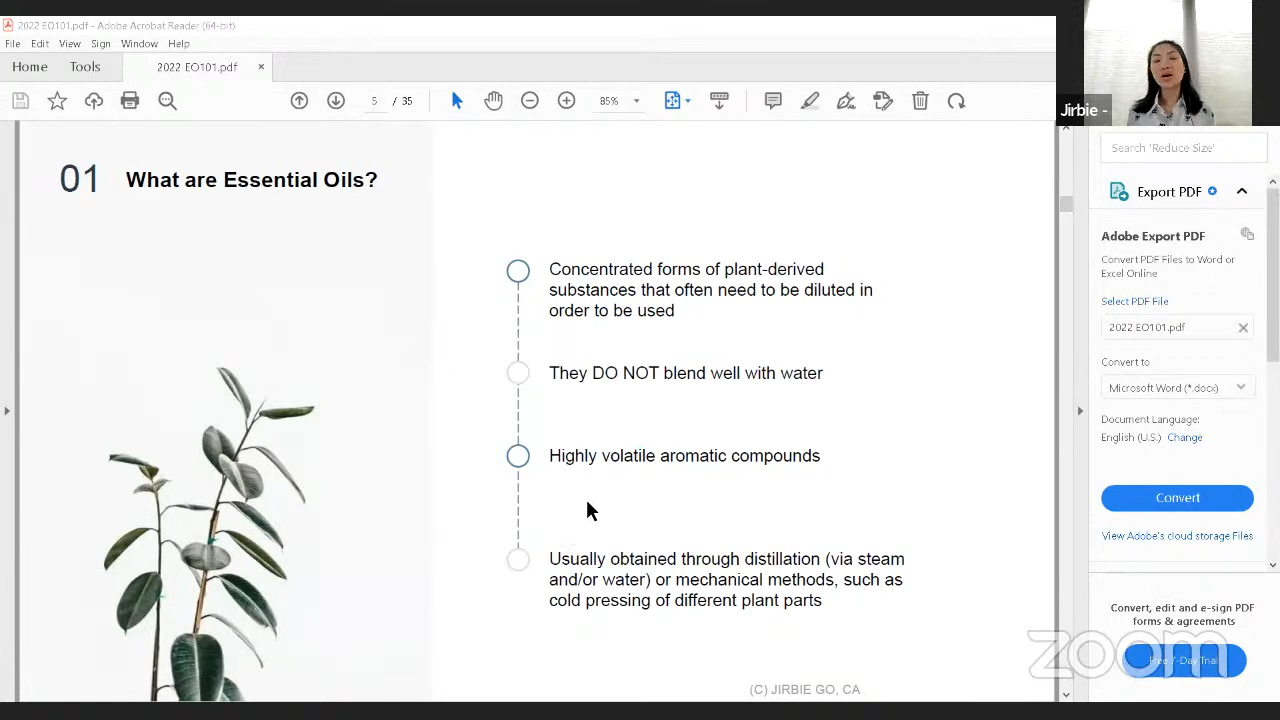 2022 EO101.pdf - Adobe Acrobat Reader (64-bit)
File Edit View Sign Window Help
Home Tools 2022 EO101.pdf ×
5 / 35 85%
Jirbie -
01 What are Essential Oils?
Concentrated forms of plant-derived
substances that often need to be diluted in
order to be used
They DO NOT blend well with water
Highly volatile aromatic compounds
Usually obtained through distillation (via steam
and/or water) or mechanical methods, such as
cold pressing of different plant parts
(C) JIRBIE GO, CA
Search 'Reduce Size'
Export PDF
Adobe Export PDF
Convert PDF Files to Word or
Excel Online
Select PDF File
2022 EO101.pdf
Convert to
Microsoft Word (*.docx)
Document Language:
English (U.S.) Change
Convert
View Adobe's cloud storage Files
Convert, edit and e-sign PDF
forms & agreements
Free 7-Day Trial
zoom